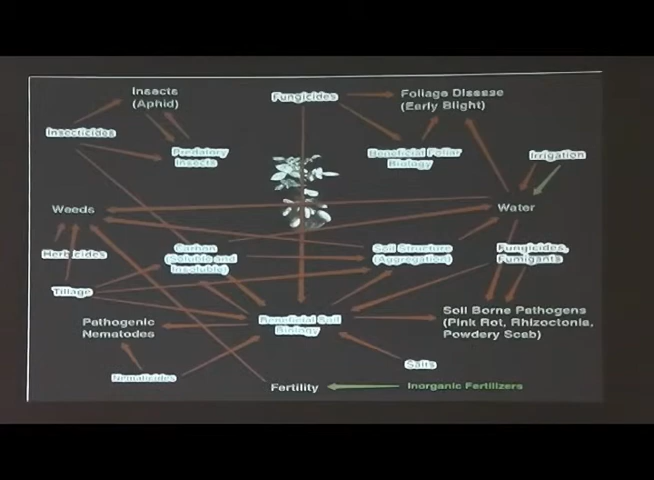 Insects
(Aphid)
Fungicides
Foliage Disease
(Early Blight)
Insecticides
Predatory
Insects
Beneficial Foliar
Biology
Irrigation
Weeds
Water
Herbicides
Carbon
(Soluble and
Insoluble)
Soil Structure
(Aggregation)
Fungicides,
Fumigants
Tillage
Pathogenic
Nematodes
Beneficial Soil
Biology
Soil Borne Pathogens
(Pink Rot, Rhizoctonia,
Powdery Scab)
Nematicides
Salts
Fertility
Inorganic Fertilizers